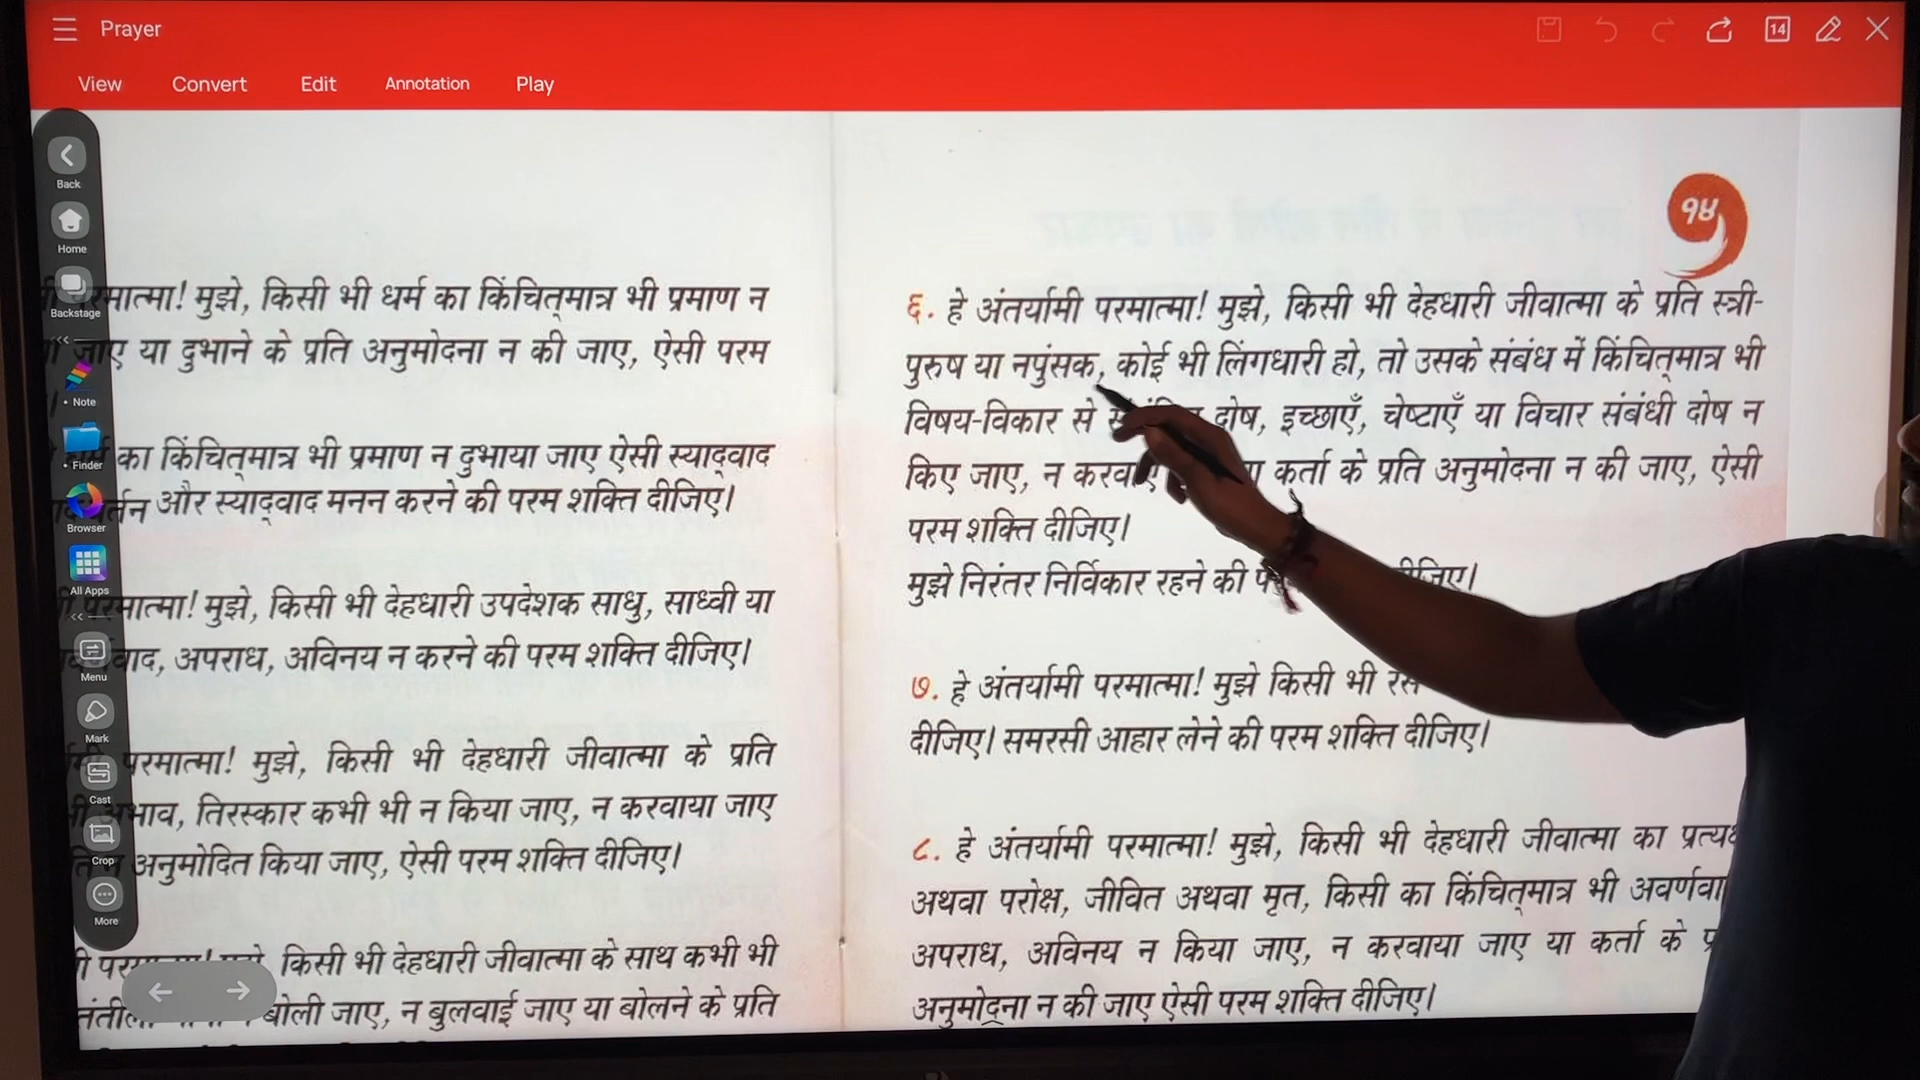 Prayer
14
View Convert Edit Annotation Play
Back
Home
Backstage
Note
Finder
Browser
All Apps
Menu
Mark
Cast
Crop
More
परमात्मा! मुझे, किसी भी धर्म का किंचित्‌मात्र भी प्रमाण न
जाए या दुभाने के प्रति अनुमोदना न की जाए, ऐसी परम
का किंचित्‌मात्र भी प्रमाण न दुभाया जाए ऐसी स्याद्‌वाद
और स्याद्‌वाद मनन करने की परम शक्ति दीजिए।
परमात्मा! मुझे, किसी भी देहधारी उपदेशक साधु, साध्वी या
अपराध, अविनय न करने की परम शक्ति दीजिए।
परमात्मा! मुझे, किसी भी देहधारी जीवात्मा के प्रति
तिरस्कार कभी भी न किया जाए, न करवाया जाए
अनुमोदित किया जाए, ऐसी परम शक्ति दीजिए।
किसी भी देहधारी जीवात्मा के साथ कभी भी
बोली जाए, न बुलवाई जाए या बोलने के प्रति
१४
६. हे अंतर्यामी परमात्मा! मुझे, किसी भी देहधारी जीवात्मा के प्रति स्त्री-
पुरुष या नपुंसक, कोई भी लिंगधारी हो, तो उसके संबंध में किंचित्‌मात्र भी
विषय-विकार से दोष, इच्छाएँ, चेष्टाएँ या विचार संबंधी दोष न
किए जाए, न कर्ता के प्रति अनुमोदना न की जाए, ऐसी
परम शक्ति दीजिए।
मुझे निरंतर निर्विकार रहने की दीजिए।
७. हे अंतर्यामी परमात्मा! मुझे किसी भी
दीजिए। समरसी आहार लेने की परम शक्ति दीजिए।
८. हे अंतर्यामी परमात्मा! मुझे, किसी भी देहधारी जीवात्मा का
अथवा परोक्ष, जीवित अथवा मृत, किसी का किंचित्‌मात्र भी
अपराध, अविनय न किया जाए, न करवाया जाए या कर्ता के
अनुमोदना न की जाए ऐसी परम शक्ति दीजिए।